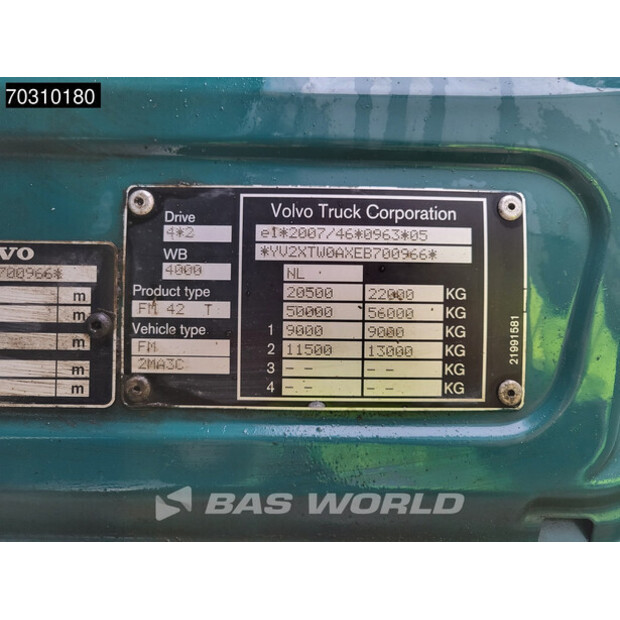 70310180
VO
700966*
m
m
m
m
m
Drive
4*2
WB
4000
Product type
FM 42 T
Vehicle type
FM
2MA3C
Volvo Truck Corporation
e1*2007/46*0963*05
*YV2XTW0AXEB700966*
NL
20500 22000 KG
50000 56000 KG
1 9000 9000 KG
2 11500 13000 KG
3 -- -- KG
4 -- -- KG
21991581
BAS WORLD